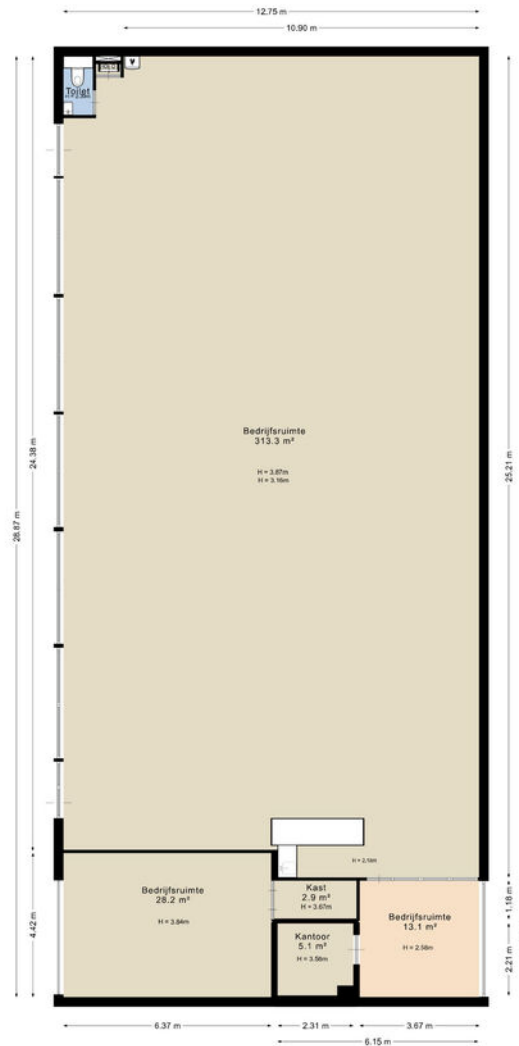 12.75 m
10.90 m
Toilet
28.87 m
24.38 m
25.21 m
Bedrijfsruimte
313.3 m²
H = 3.87m
H = 3.16m
H = 2.16m
Bedrijfsruimte
28.2 m²
H = 3.84m
Kast
2.9 m²
H = 3.67m
Kantoor
5.1 m²
H = 3.56m
Bedrijfsruimte
13.1 m²
H = 2.56m
4.42 m
1.18 m
2.21 m
6.37 m
2.31 m
3.67 m
6.15 m